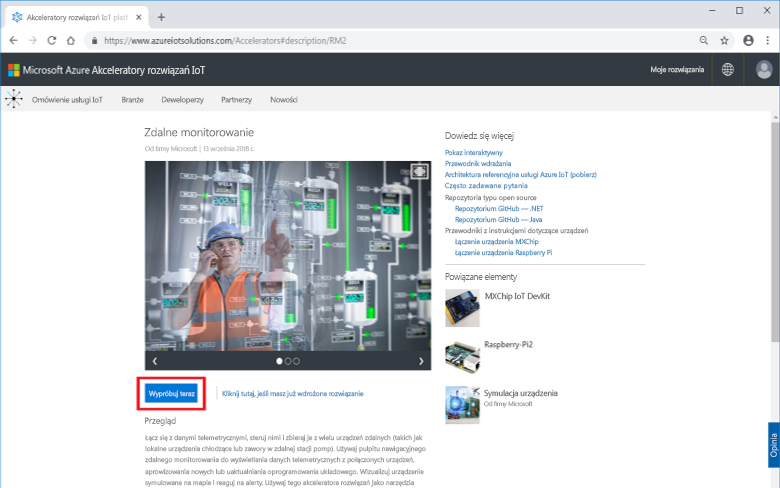 Akceleratory rozwiązań IoT platf
https://www.azureiotsolutions.com/Accelerators#description/RM2
Microsoft Azure Akceleratory rozwiązań IoT
Moje rozwiązania
Omówienie usługi IoT
Branże
Deweloperzy
Partnerzy
Nowości
Zdalne monitorowanie
Od firmy Microsoft | 13 września 2018 r.
Wypróbuj teraz
Kliknij tutaj, jeśli masz już wdrożone rozwiązanie
Przegląd
Łącz się z danymi telemetrycznymi, steruj nimi i zbieraj je z wielu urządzeń zdalnych (takich jak
lokalne urządzenia chłodzące lub zawory w zdalnej stacji pomp). Używaj pulpitu nawigacyjnego
zdalnego monitorowania do wyświetlania danych telemetrycznych z połączonych urządzeń,
aprowizowania nowych lub uaktualniania oprogramowania układowego. Wizualizuj urządzenie
symulowane na mapie i reaguj na alerty. Używaj tego akceleratora rozwiązań jako narzędzia
Dowiedz się więcej
Pokaz interaktywny
Przewodnik wdrażania
Architektura referencyjna usługi Azure IoT (pobierz)
Często zadawane pytania
Repozytoria typu open source
Repozytorium GitHub — .NET
Repozytorium GitHub — Java
Przewodniki z instrukcjami dotyczące urządzeń
Łączenie urządzenia MXChip
Łączenie urządzenia Raspberry Pi
Powiązane elementy
MXChip IoT DevKit
Raspberry-Pi2
Symulacja urządzenia
Od firmy Microsoft
Opinia